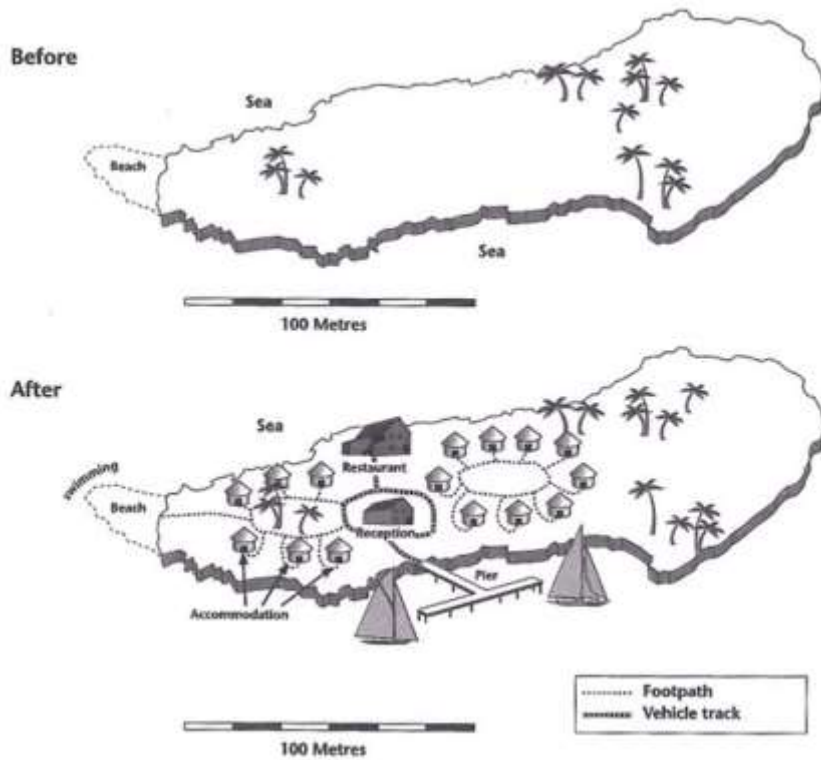 Before
Sea
Beach
Sea
100 Metres
After
Sea
swimming
Restaurant
Beach
Reception
Pier
Accommodation
Footpath
Vehicle track
100 Metres